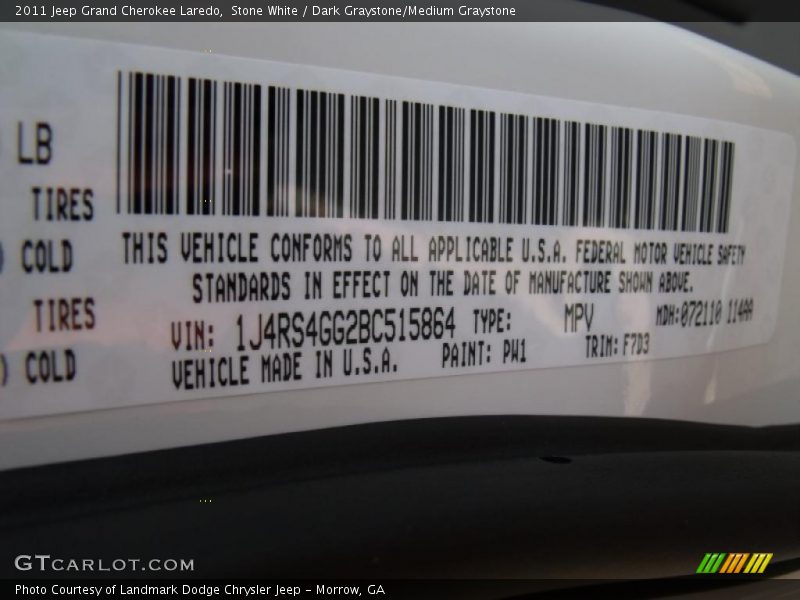 2011 Jeep Grand Cherokee Laredo, Stone White / Dark Graystone/Medium Graystone
LB
TIRES
COLD
TIRES
) COLD
THIS VEHICLE CONFORMS TO ALL APPLICABLE U.S.A. FEDERAL MOTOR VEHICLE SAFETY
STANDARDS IN EFFECT ON THE DATE OF MANUFACTURE SHOWN ABOVE.
VIN: 1J4RS4GG2BC515864 TYPE: MPV MDH:072110 114AA
VEHICLE MADE IN U.S.A. PAINT: PW1 TRIM: F7D3
GTCARLOT.COM
Photo Courtesy of Landmark Dodge Chrysler Jeep - Morrow, GA